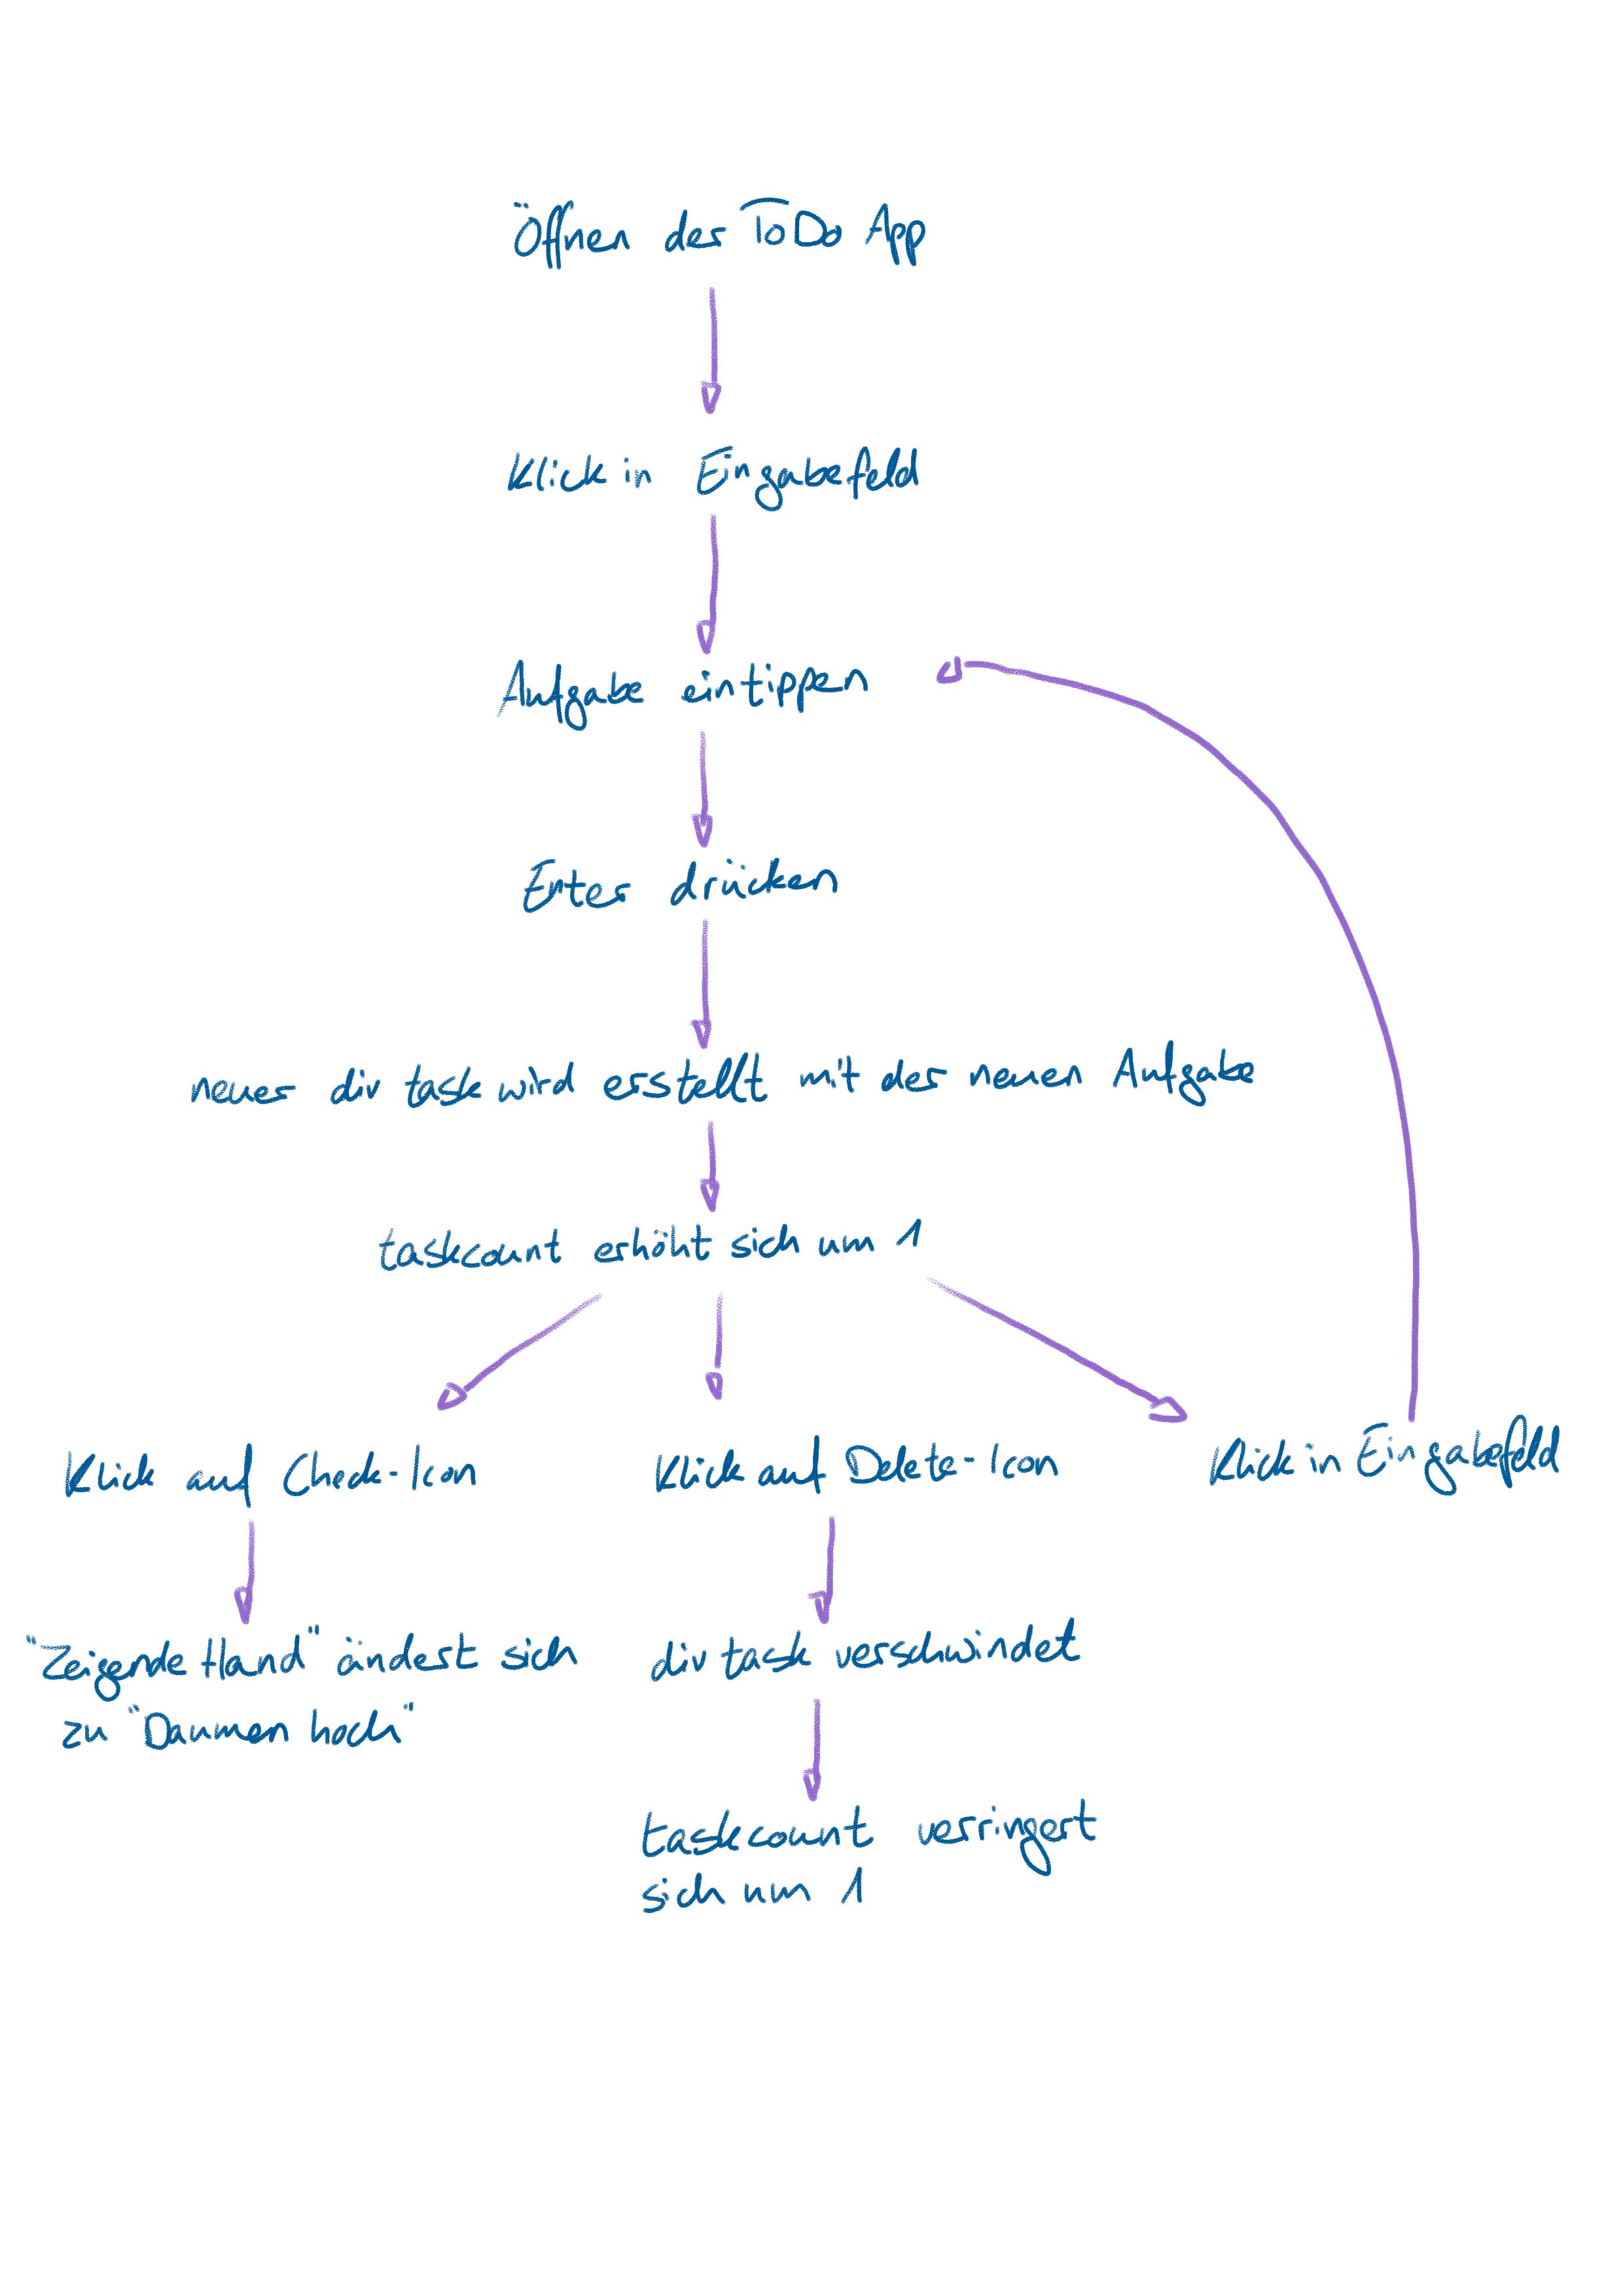 Öffnen der ToDo App
Klick in Eingabefeld
Aufgabe eintippen
Enter drücken
neuer div task wird erstellt mit der neuen Aufgabe
taskcount erhöht sich um 1
Klick auf Check-Icon
Klick auf Delete-Icon
Klick in Eingabefeld
"Zeigende Hand" ändert sich
zu "Daumen hoch"
div task verschwindet
taskcount verringert
sich um 1